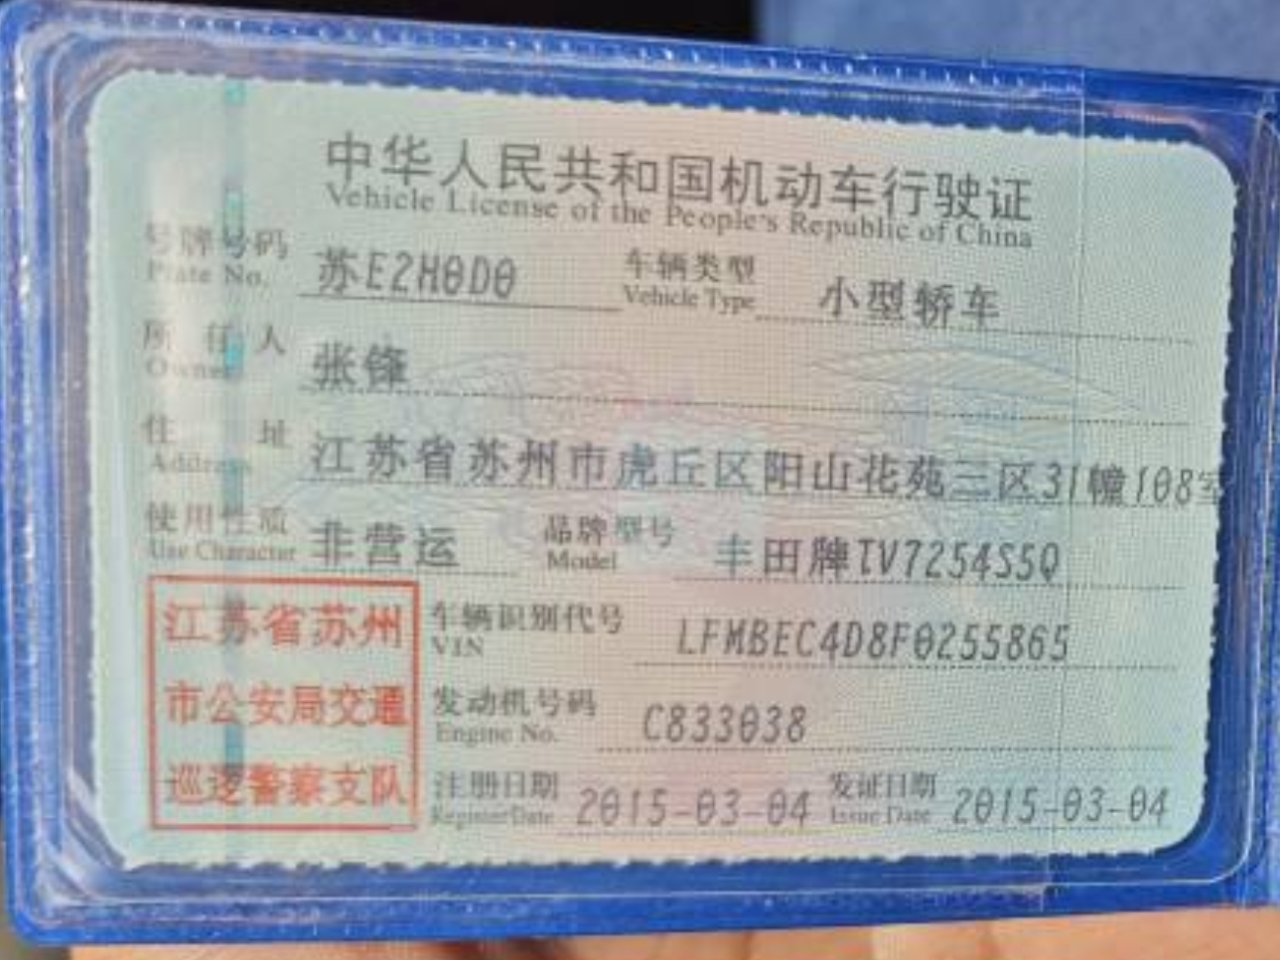 中华人民共和国机动车行驶证
Vehicle License of the People's Republic of China
号牌号码 苏E2H0D0 车辆类型 小型轿车
Plate No. Vehicle Type
所有人 张锋
Owner
住址 江苏省苏州市虎丘区阳山花苑三区31幢108室
Address
使用性质 非营运 品牌型号 丰田牌TV7254S5Q
Use Character Model
江苏省苏州 车辆识别代号 LFMBEC4D8F0255865
VIN
市公安局交通 发动机号码 C833038
Engine No.
巡逻警察支队 注册日期 2015-03-04 发证日期 2015-03-04
Register Date Issue Date